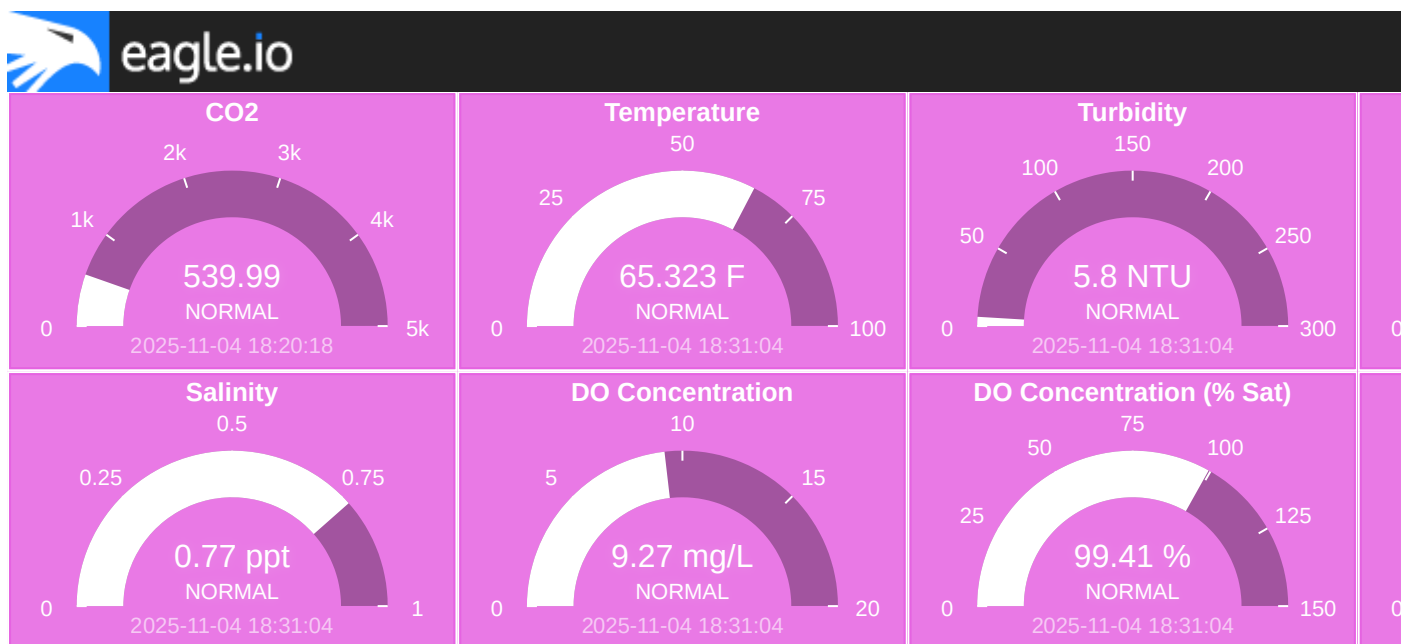 eagle.io
CO2
2k
3k
1k
4k
539.99
NORMAL
0
5k
2025-11-04 18:20:18
Temperature
50
25
75
65.323 F
NORMAL
0
100
2025-11-04 18:31:04
Turbidity
150
100
200
50
250
5.8 NTU
NORMAL
0
300
2025-11-04 18:31:04
0
Salinity
0.5
0.25
0.75
0.77 ppt
NORMAL
0
1
2025-11-04 18:31:04
DO Concentration
10
5
15
9.27 mg/L
NORMAL
0
20
2025-11-04 18:31:04
DO Concentration (% Sat)
75
50
100
25
125
99.41 %
NORMAL
0
150
2025-11-04 18:31:04
0